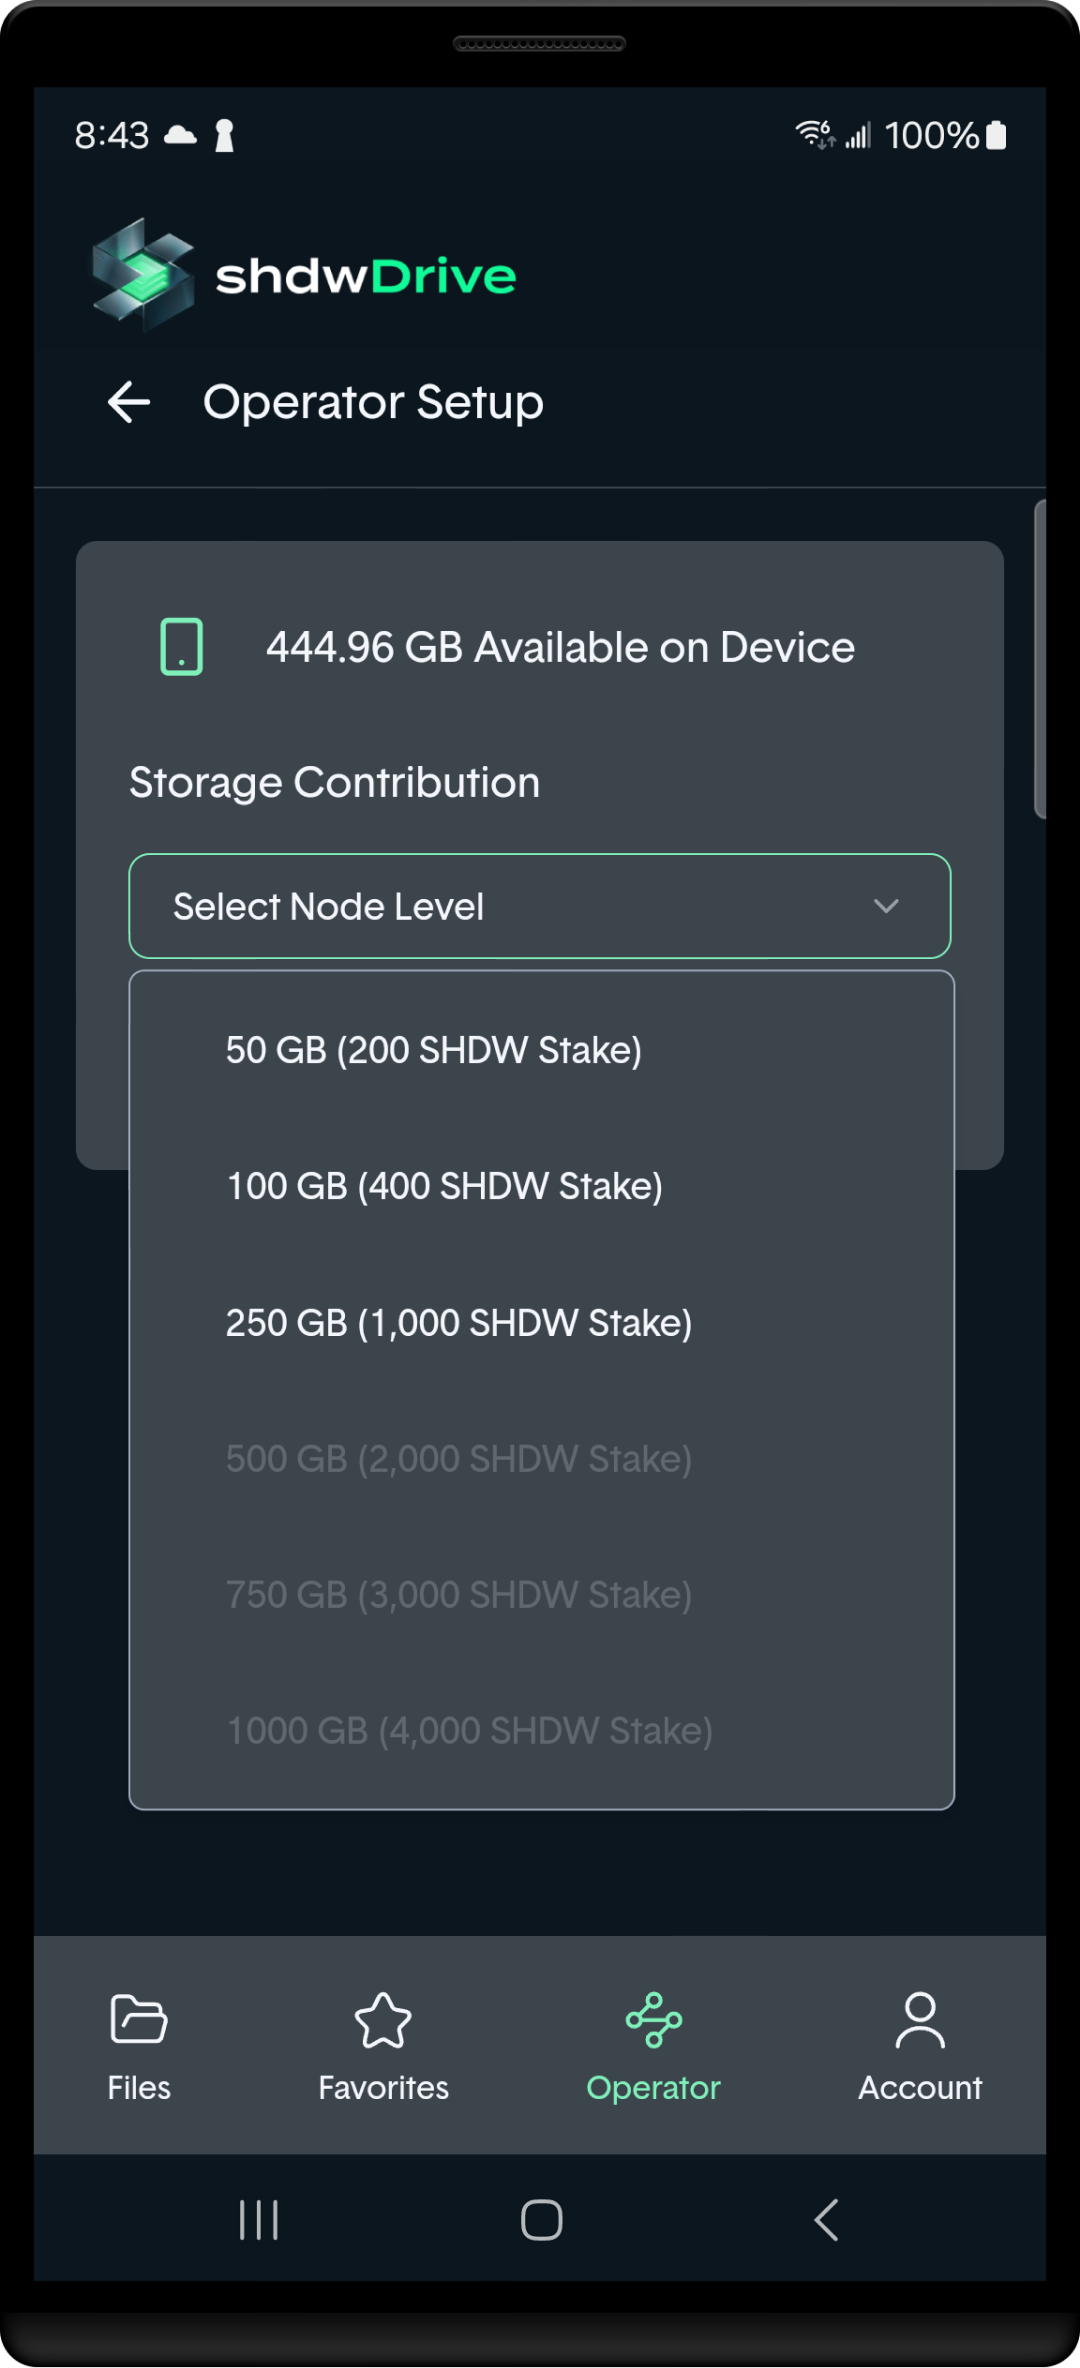 8:43
6
100%
shdwDrive
Operator Setup
444.96 GB Available on Device
Storage Contribution
Select Node Level
50 GB (200 SHDW Stake)
100 GB (400 SHDW Stake)
250 GB (1,000 SHDW Stake)
500 GB (2,000 SHDW Stake)
750 GB (3,000 SHDW Stake)
1000 GB (4,000 SHDW Stake)
Files
Favorites
Operator
Account